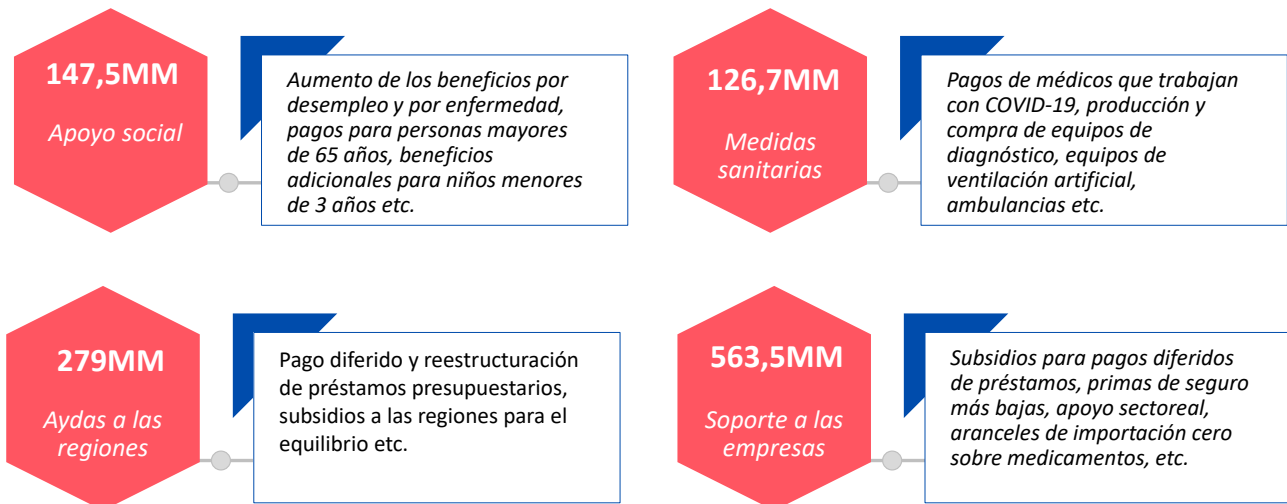 147,5MM
Apoyo social
Aumento de los beneficios por
desempleo y por enfermedad,
pagos para personas mayores
de 65 años, beneficios
adicionales para niños menores
de 3 años etc.
126,7MM
Medidas
sanitarias
Pagos de médicos que trabajan
con COVID-19, producción y
compra de equipos de
diagnóstico, equipos de
ventilación artificial,
ambulancias etc.
279MM
Aydas a las
regiones
Pago diferido y reestructuración
de préstamos presupuestarios,
subsidios a las regiones para el
equilibrio etc.
563,5MM
Soporte a las
empresas
Subsidios para pagos diferidos
de préstamos, primas de seguro
más bajas, apoyo sectoreal,
aranceles de importación cero
sobre medicamentos, etc.